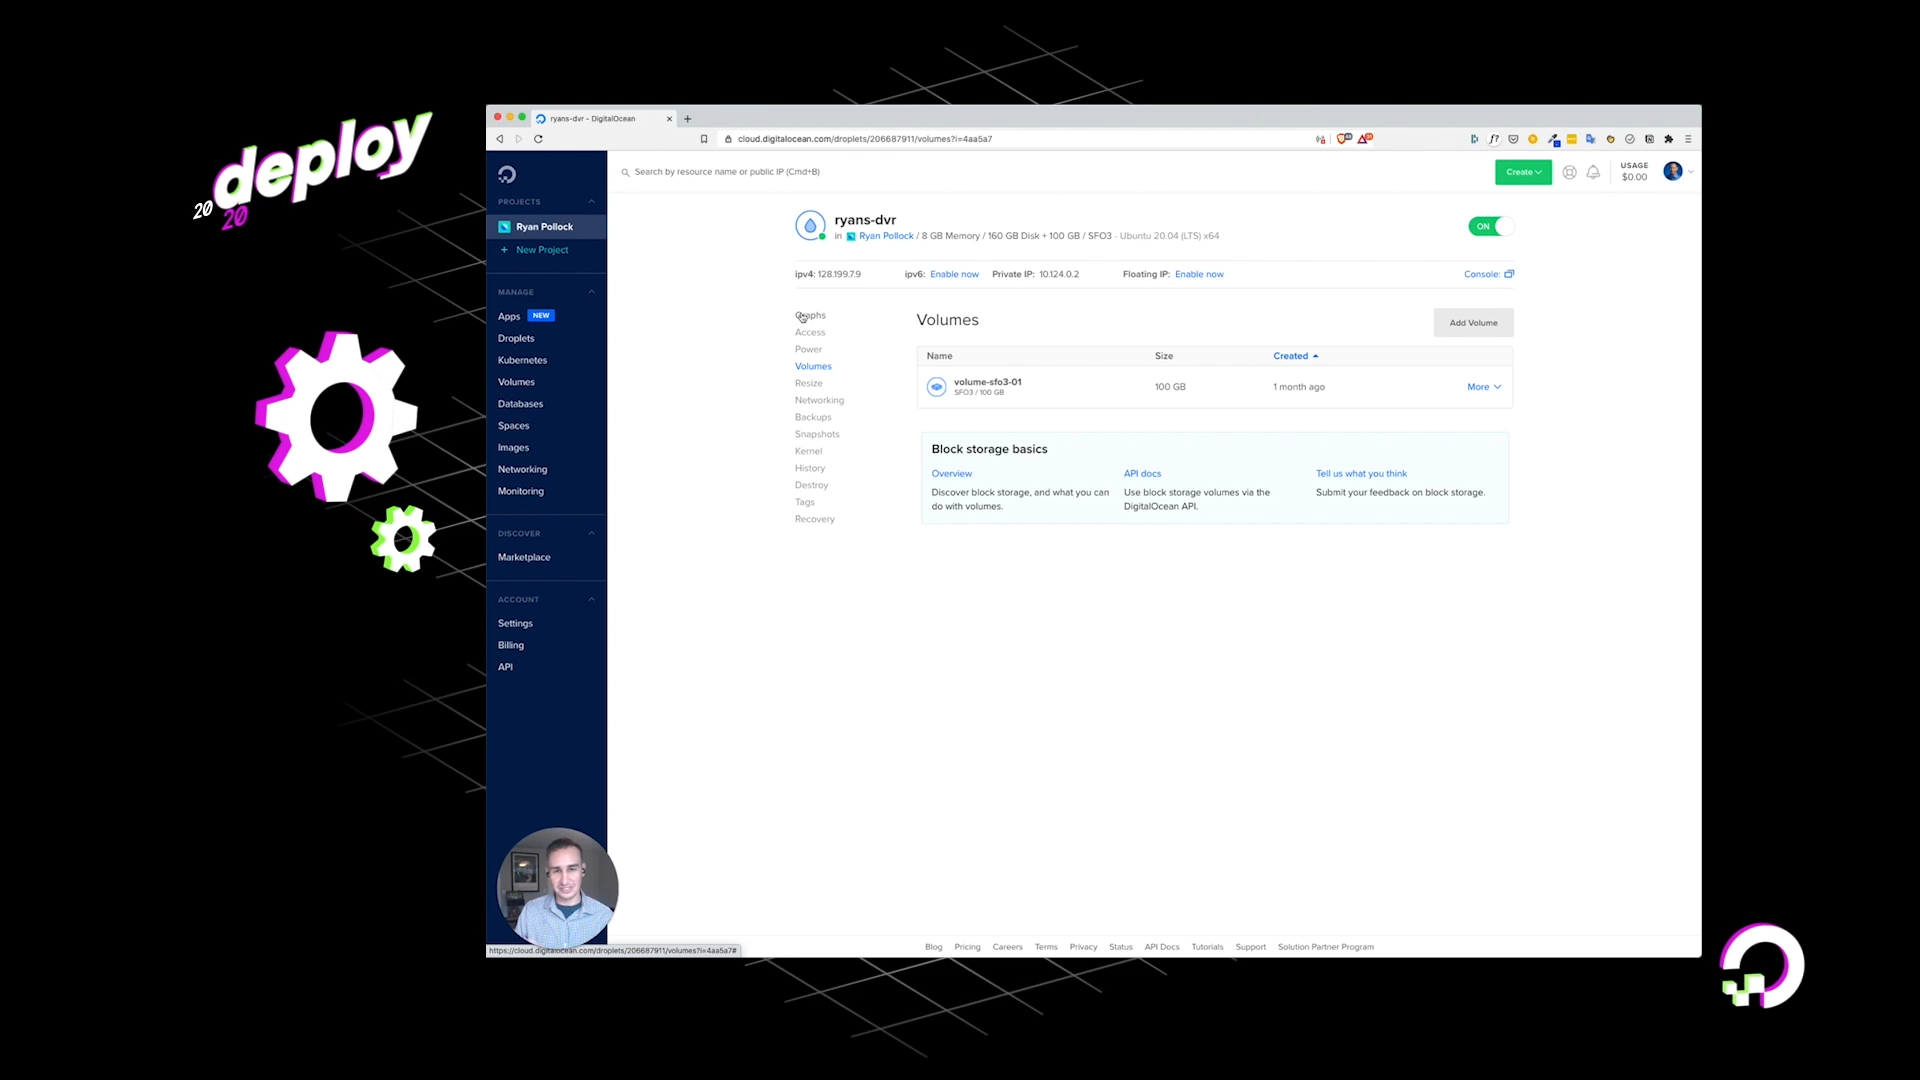 deploy
20
20
ryans-dvr - DigitalOcean
cloud.digitalocean.com/droplets/206687911/volumes?i=4aa5a7
Search by resource name or public IP (Cmd+B)
Create
USAGE
$0.00
PROJECTS
Ryan Pollock
+ New Project
MANAGE
Apps NEW
Droplets
Kubernetes
Volumes
Databases
Spaces
Images
Networking
Monitoring
DISCOVER
Marketplace
ACCOUNT
Settings
Billing
API
ryans-dvr
in Ryan Pollock / 8 GB Memory / 160 GB Disk + 100 GB / SFO3 - Ubuntu 20.04 (LTS) x64
ON
ipv4: 128.199.7.9 ipv6: Enable now Private IP: 10.124.0.2 Floating IP: Enable now Console:
Graphs
Access
Power
Volumes
Resize
Networking
Backups
Snapshots
Kernel
History
Destroy
Tags
Recovery
Volumes
Add Volume
Name Size Created
volume-sfo3-01
SFO3 / 100 GB
100 GB 1 month ago More
Block storage basics
Overview
Discover block storage, and what you can
do with volumes.
API docs
Use block storage volumes via the
DigitalOcean API.
Tell us what you think
Submit your feedback on block storage.
https://cloud.digitalocean.com/droplets/206687911/volumes?i=4aa5a7#
Blog Pricing Careers Terms Privacy Status API Docs Tutorials Support Solution Partner Program